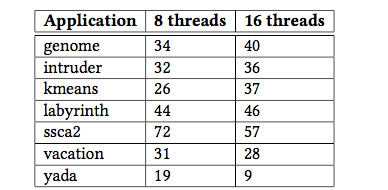 Application 8 threads 16 threads
genome 34 40
intruder 32 36
kmeans 26 37
labyrinth 44 46
ssca2 72 57
vacation 31 28
yada 19 9